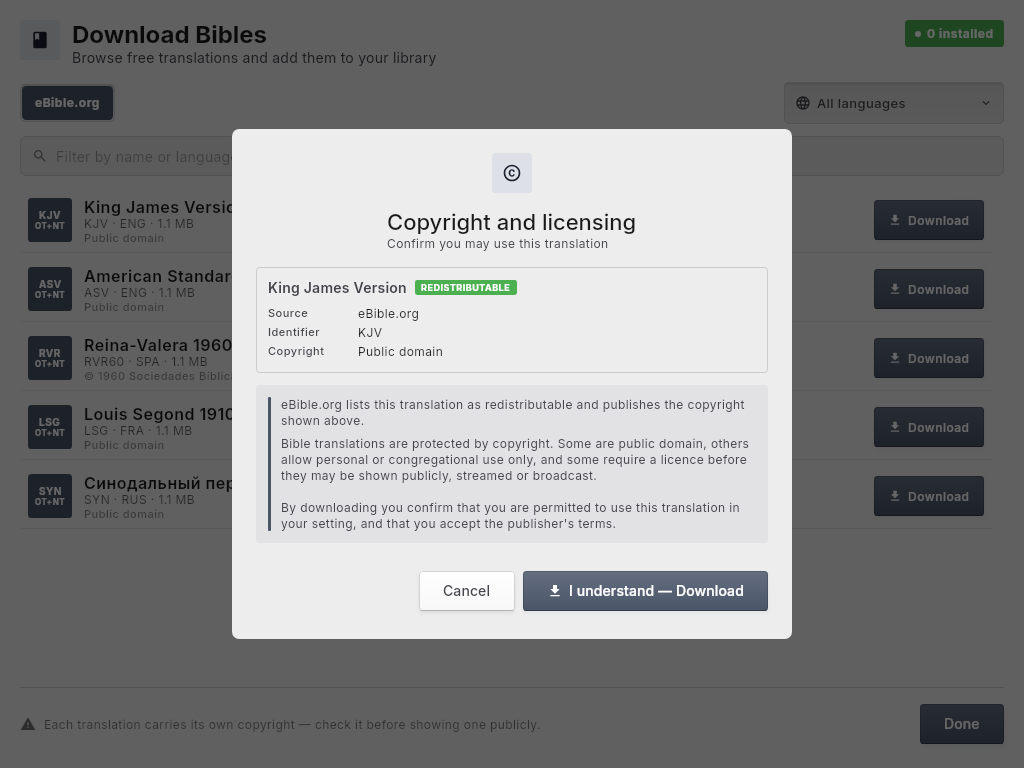 Download Bibles
Browse free translations and add them to your library
0 installed
eBible.org
All languages
Filter by name or language
KJV
OT+NT
King James Versio
KJV · ENG · 1.1 MB
Public domain
Download
ASV
OT+NT
American Standar
ASV · ENG · 1.1 MB
Public domain
Download
RVR
OT+NT
Reina-Valera 1960
RVR60 · SPA · 1.1 MB
© 1960 Sociedades Bíblica
Download
LSG
OT+NT
Louis Segond 1910
LSG · FRA · 1.1 MB
Public domain
Download
SYN
OT+NT
Синодальный пер
SYN · RUS · 1.1 MB
Public domain
Download
Copyright and licensing
Confirm you may use this translation
King James Version REDISTRIBUTABLE
Source eBible.org
Identifier KJV
Copyright Public domain
eBible.org lists this translation as redistributable and publishes the copyright
shown above.
Bible translations are protected by copyright. Some are public domain, others
allow personal or congregational use only, and some require a licence before
they may be shown publicly, streamed or broadcast.
By downloading you confirm that you are permitted to use this translation in
your setting, and that you accept the publisher's terms.
Cancel
I understand — Download
Each translation carries its own copyright — check it before showing one publicly.
Done